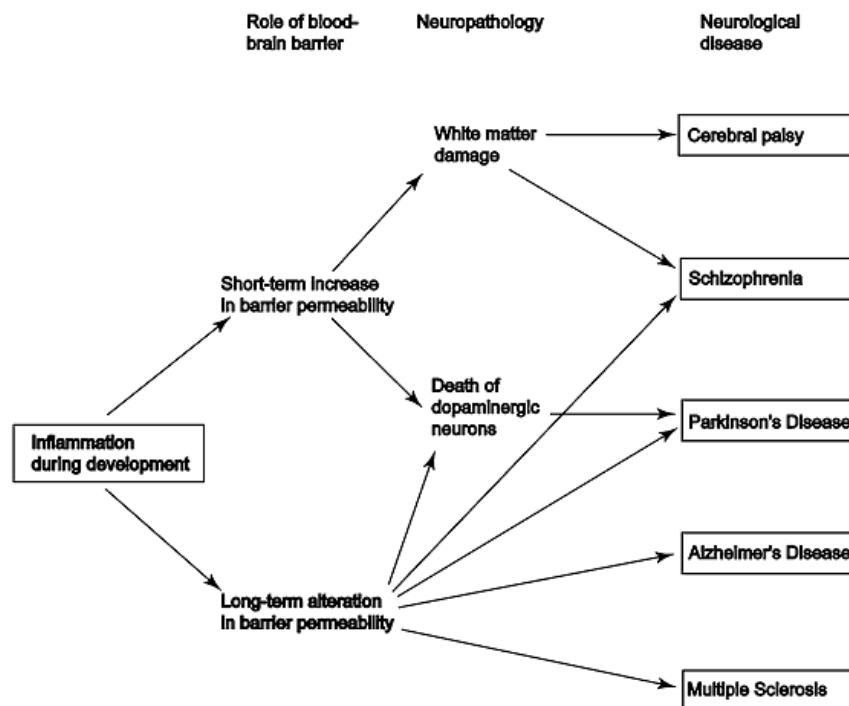 Role of blood-
brain barrier
Neuropathology
Neurological
disease
White matter
damage
Cerebral palsy
Short-term increase
in barrier permeability
Schizophrenia
Death of
dopaminergic
neurons
Parkinson's Disease
Inflammation
during development
Alzheimer's Disease
Long-term alteration
in barrier permeability
Multiple Sclerosis